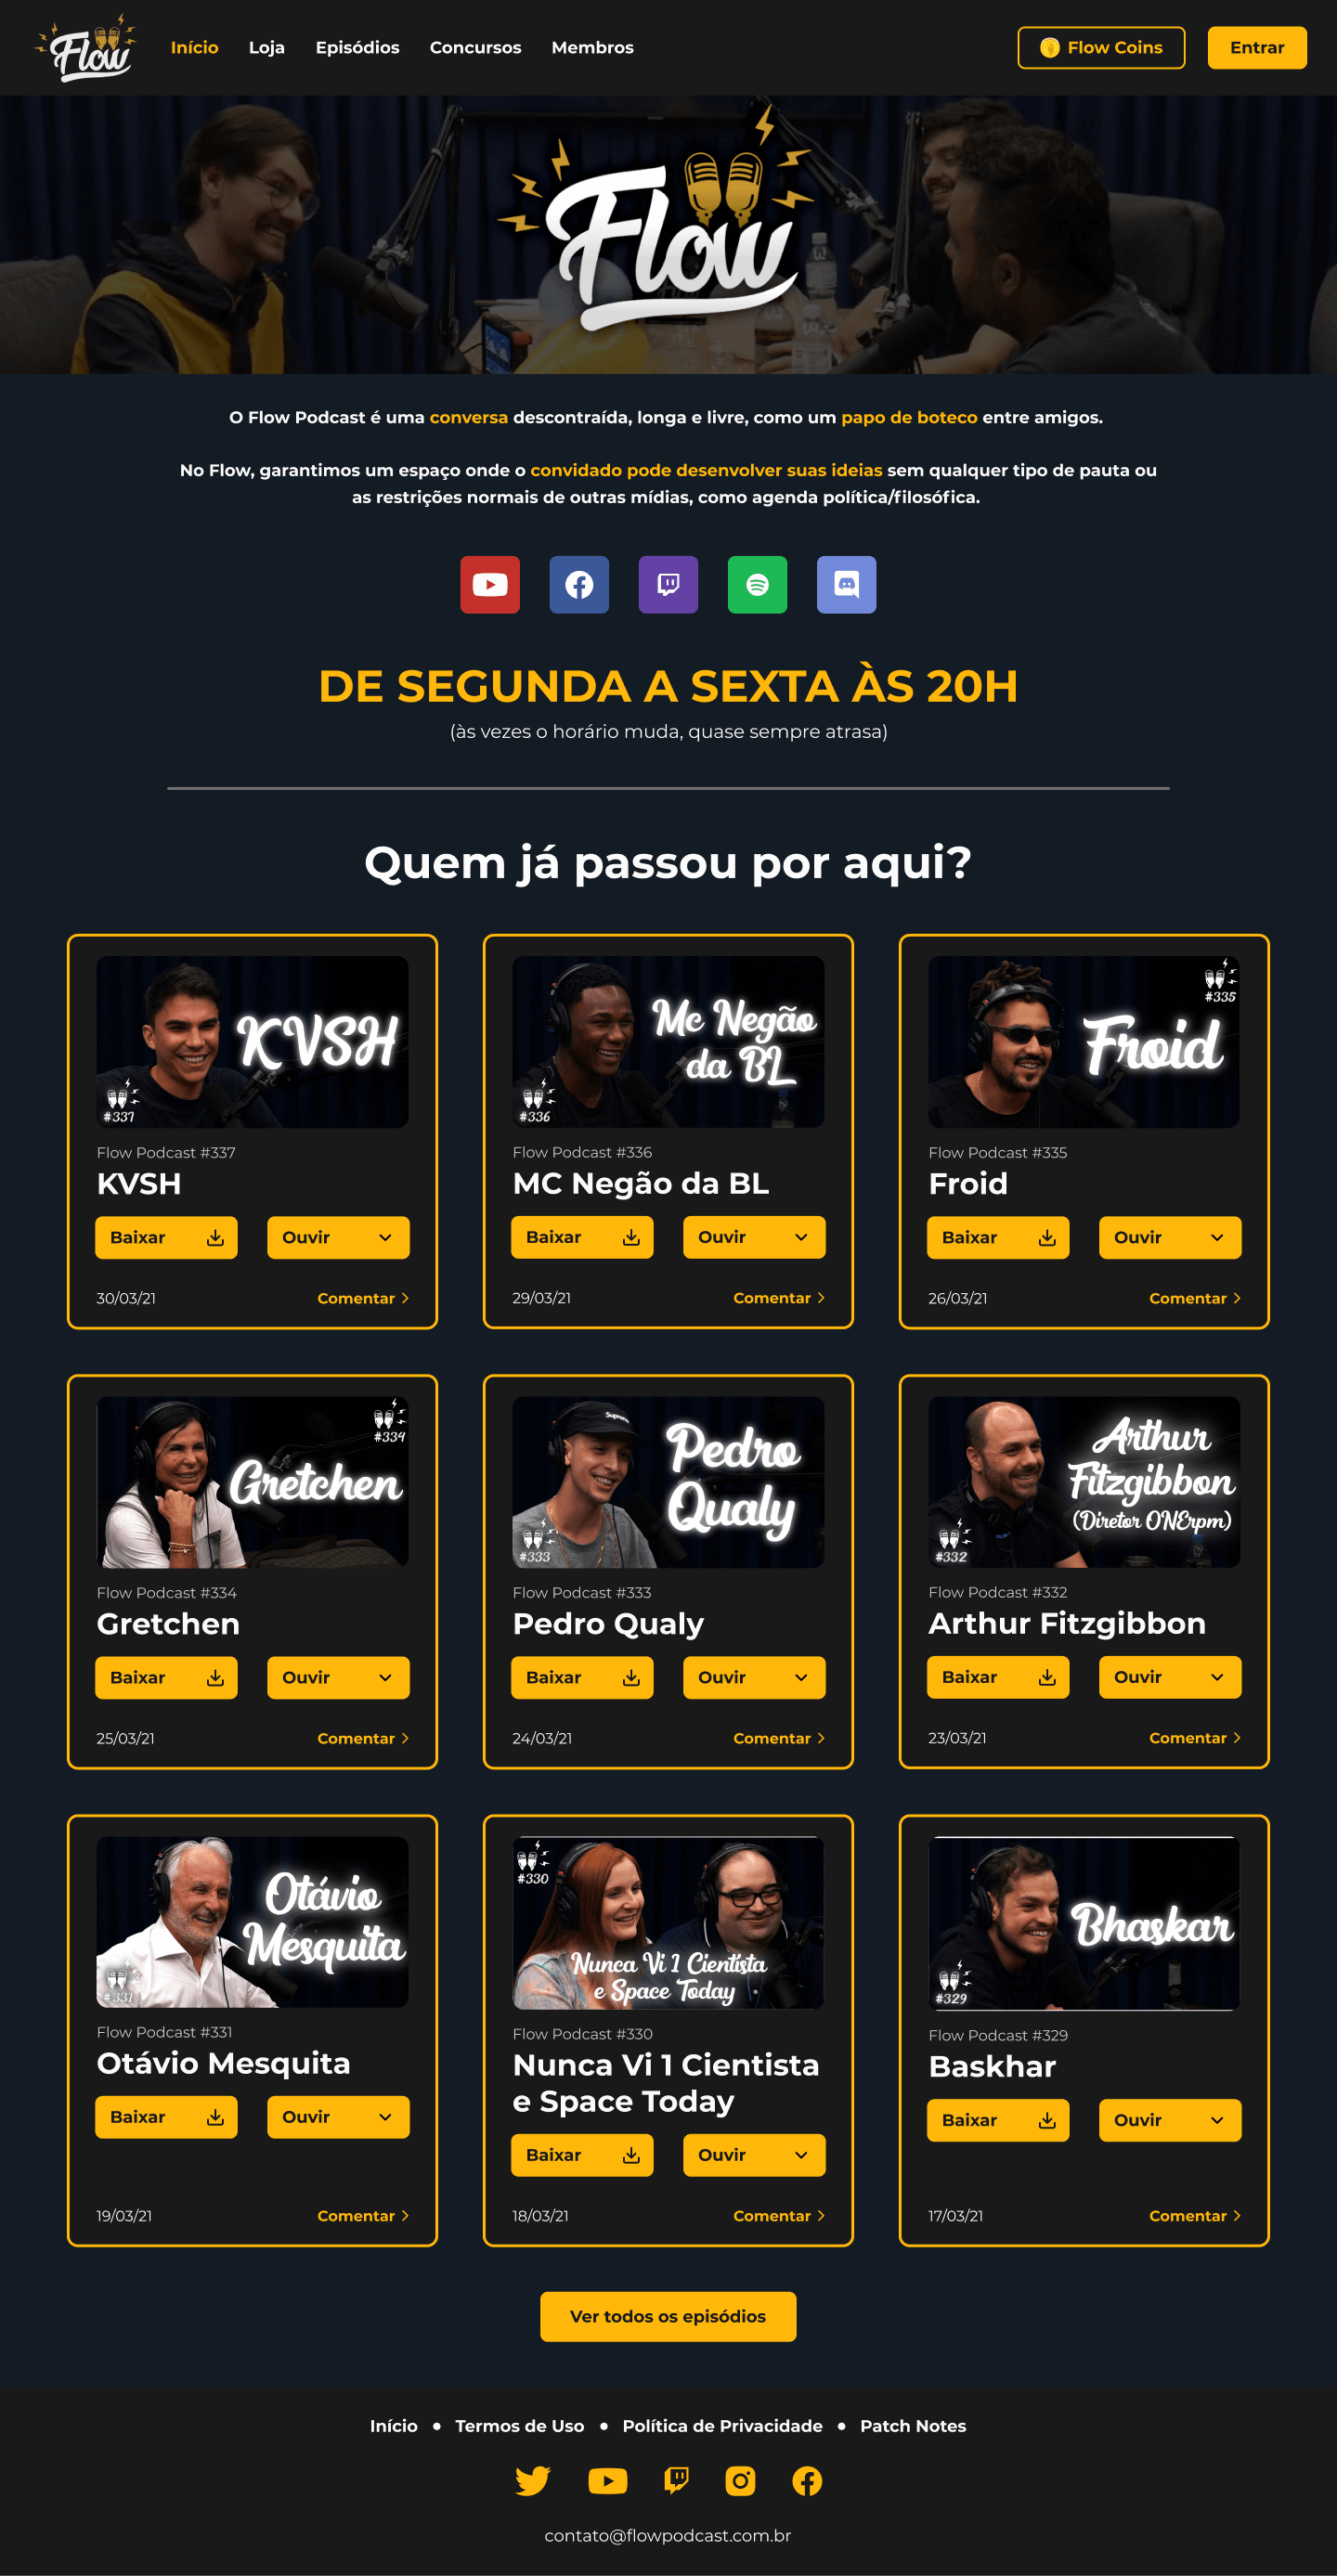 Flow
Início
Loja
Episódios
Concursos
Membros
Flow Coins
Entrar
Flow
O Flow Podcast é uma conversa descontraída, longa e livre, como um papo de boteco entre amigos.
No Flow, garantimos um espaço onde o convidado pode desenvolver suas ideias sem qualquer tipo de pauta ou
as restrições normais de outras mídias, como agenda política/filosófica.
DE SEGUNDA A SEXTA ÀS 20H
(às vezes o horário muda, quase sempre atrasa)
Quem já passou por aqui?
KVSH
#337
Flow Podcast #337
KVSH
Baixar
Ouvir
30/03/21
Comentar
Mc Negão
da BL
#336
Flow Podcast #336
MC Negão da BL
Baixar
Ouvir
29/03/21
Comentar
#335
Froid
Flow Podcast #335
Froid
Baixar
Ouvir
26/03/21
Comentar
#334
Gretchen
Flow Podcast #334
Gretchen
Baixar
Ouvir
25/03/21
Comentar
Supreme
Pedro
Qualy
#333
Flow Podcast #333
Pedro Qualy
Baixar
Ouvir
24/03/21
Comentar
Arthur
Fitzgibbon
(Diretor ONErpm)
#332
Flow Podcast #332
Arthur Fitzgibbon
Baixar
Ouvir
23/03/21
Comentar
Otávio
Mesquita
#331
Flow Podcast #331
Otávio Mesquita
Baixar
Ouvir
19/03/21
Comentar
#330
Nunca Vi 1 Cientista
e Space Today
Flow Podcast #330
Nunca Vi 1 Cientista
e Space Today
Baixar
Ouvir
18/03/21
Comentar
Bhaskar
#329
Flow Podcast #329
Baskhar
Baixar
Ouvir
17/03/21
Comentar
Ver todos os episódios
Início • Termos de Uso • Política de Privacidade • Patch Notes
contato@flowpodcast.com.br